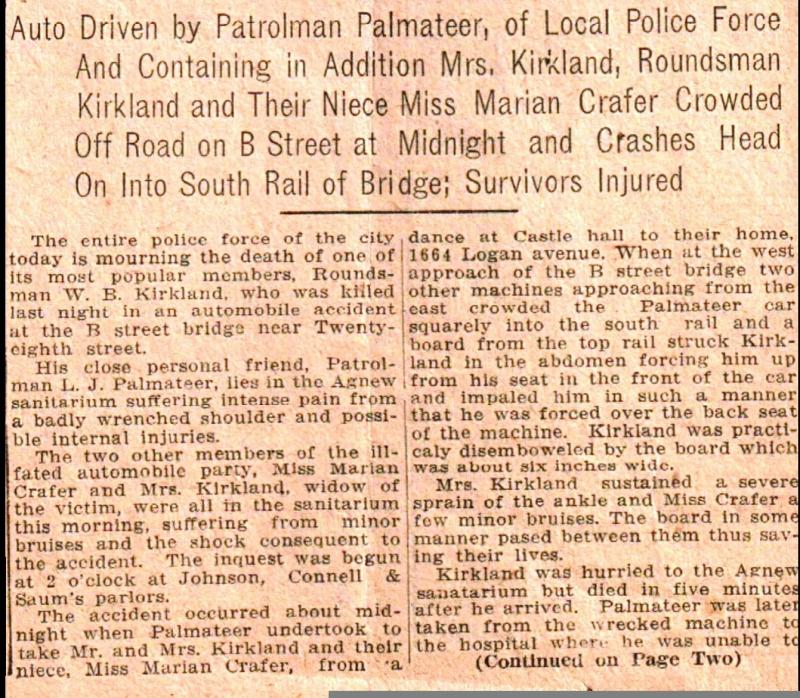 Auto Driven by Patrolman Palmateer, of Local Police Force
And Containing in Addition Mrs. Kirkland, Roundsman
Kirkland and Their Niece Miss Marian Crafer Crowded
Off Road on B Street at Midnight and Crashes Head
On Into South Rail of Bridge; Survivors Injured
The entire police force of the city
today is mourning the death of one of
its most popular members, Rounds-
man W. B. Kirkland, who was killed
last night in an automobile accident
at the B street bridge near Twenty-
eighth street.
His close personal friend, Patrol-
man L. J. Palmateer, lies in the Agnew
sanitarium suffering intense pain from
a badly wrenched shoulder and possi-
ble internal injuries.
The two other members of the ill-
fated automobile party, Miss Marian
Crafer and Mrs. Kirkland, widow of
the victim, were all in the sanitarium
this morning, suffering from minor
bruises and the shock consequent to
the accident. The inquest was begun
at 2 o'clock at Johnson, Connell &
Saum's parlors.
The accident occurred about mid-
night when Palmateer undertook to
take Mr. and Mrs. Kirkland and their
niece, Miss Marian Crafer, from a
dance at Castle hall to their home,
1664 Logan avenue. When at the west
approach of the B street bridge two
other machines approaching from the
east crowded the Palmateer car
squarely into the south rail and a
board from the top rail struck Kirk-
land in the abdomen forcing him up
from his seat in the front of the car
and impaled him in such a manner
that he was forced over the back seat
of the machine. Kirkland was practi-
caly disemboweled by the board which
was about six inches wide.
Mrs. Kirkland sustained a severe
sprain of the ankle and Miss Crafer a
few minor bruises. The board in some
manner pased between them thus sav-
ing their lives.
Kirkland was hurried to the Agnew
sanatarium but died in five minutes
after he arrived. Palmateer was later
taken from the wrecked machine to
the hospital where he was unable to
(Continued on Page Two)